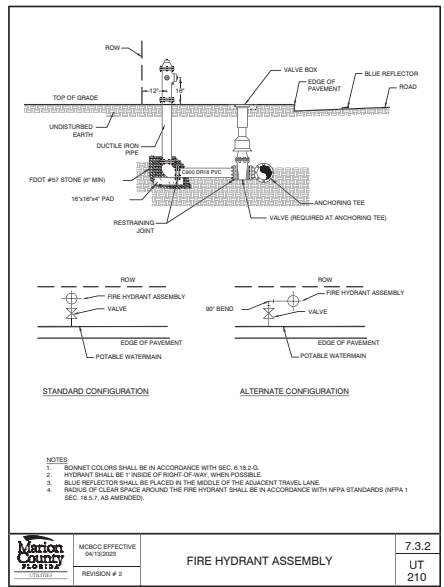 ROW
12"
18"
VALVE BOX
EDGE OF
PAVEMENT
BLUE REFLECTOR
ROAD
TOP OF GRADE
UNDISTURBED
EARTH
DUCTILE IRON
PIPE
C900 DR18 PVC
FOOT #57 STONE (6" MIN)
16"x16"x4" PAD
RESTRAINING
JOINT
ANCHORING TEE
VALVE (REQUIRED AT ANCHORING TEE)
ROW
FIRE HYDRANT ASSEMBLY
VALVE
EDGE OF PAVEMENT
POTABLE WATERMAIN
STANDARD CONFIGURATION
ROW
FIRE HYDRANT ASSEMBLY
90° BEND
VALVE
EDGE OF PAVEMENT
POTABLE WATERMAIN
ALTERNATE CONFIGURATION
NOTES:
1. BONNET COLORS SHALL BE IN ACCORDANCE WITH SEC. 6.18.2-G.
2. HYDRANT SHALL BE 1' INSIDE OF RIGHT-OF-WAY, WHEN POSSIBLE.
3. BLUE REFLECTOR SHALL BE PLACED IN THE MIDDLE OF THE ADJACENT TRAVEL LANE.
4. RADIUS OF CLEAR SPACE AROUND THE FIRE HYDRANT SHALL BE IN ACCORDANCE WITH NFPA STANDARDS (NFPA 1
SEC. 18.5.7, AS AMENDED).
Marion
County
FLORIDA
UTILITIES
MCBCC EFFECTIVE
04/13/2023
REVISION # 2
FIRE HYDRANT ASSEMBLY
7.3.2
UT
210